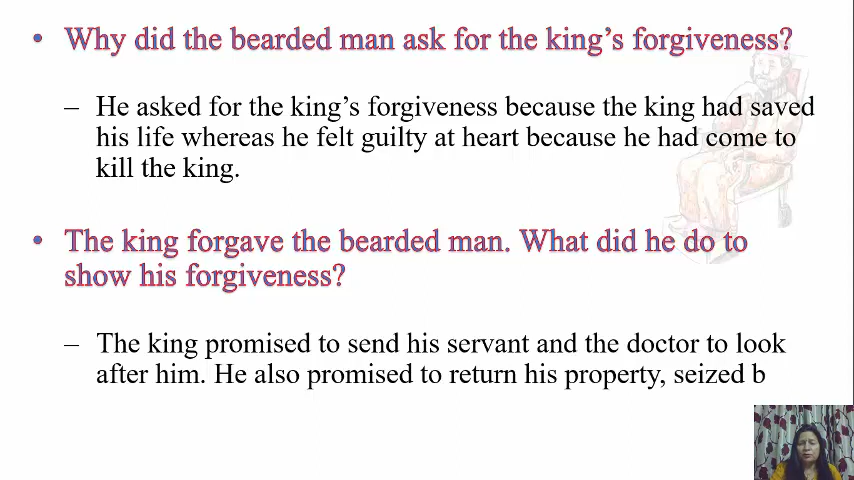 • Why did the bearded man ask for the king's forgiveness?
– He asked for the king's forgiveness because the king had saved
his life whereas he felt guilty at heart because he had come to
kill the king.
• The king forgave the bearded man. What did he do to
show his forgiveness?
– The king promised to send his servant and the doctor to look
after him. He also promised to return his property, seized b